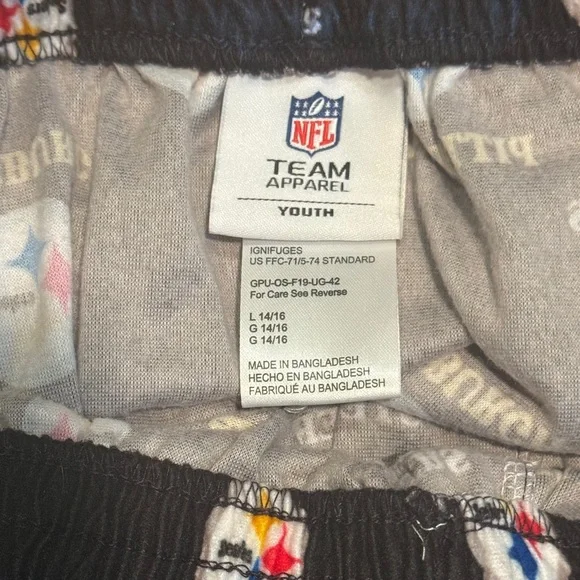 NFL
TEAM
APPAREL
YOUTH
IGNIFUGES
US FFC-71/5-74 STANDARD
GPU-OS-F19-UG-42
For Care See Reverse
L 14/16
G 14/16
G 14/16
MADE IN BANGLADESH
HECHO EN BANGLADESH
FABRIQUÉ AU BANGLADESH